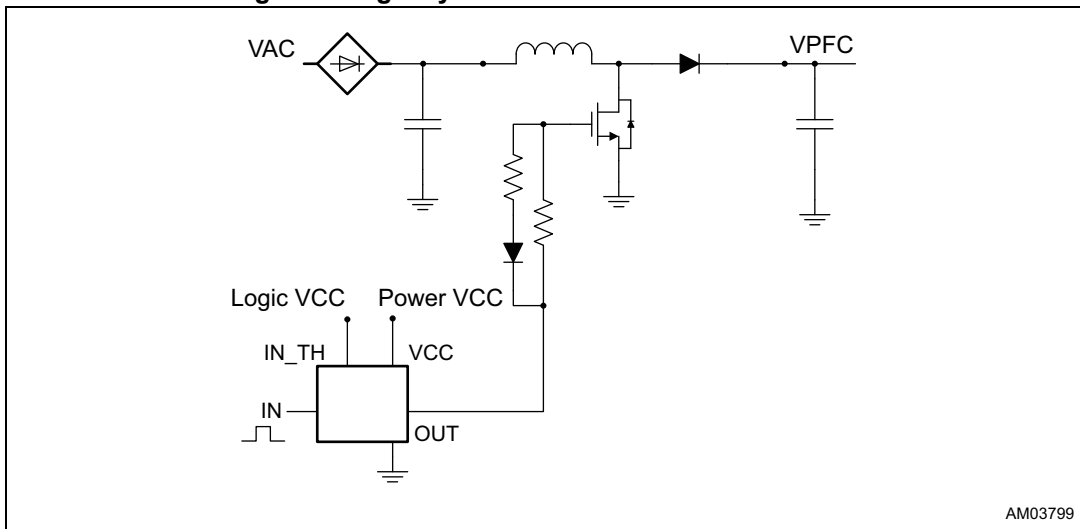 VAC
VPFC
Logic VCC
Power VCC
IN_TH
VCC
IN
OUT
AM03799